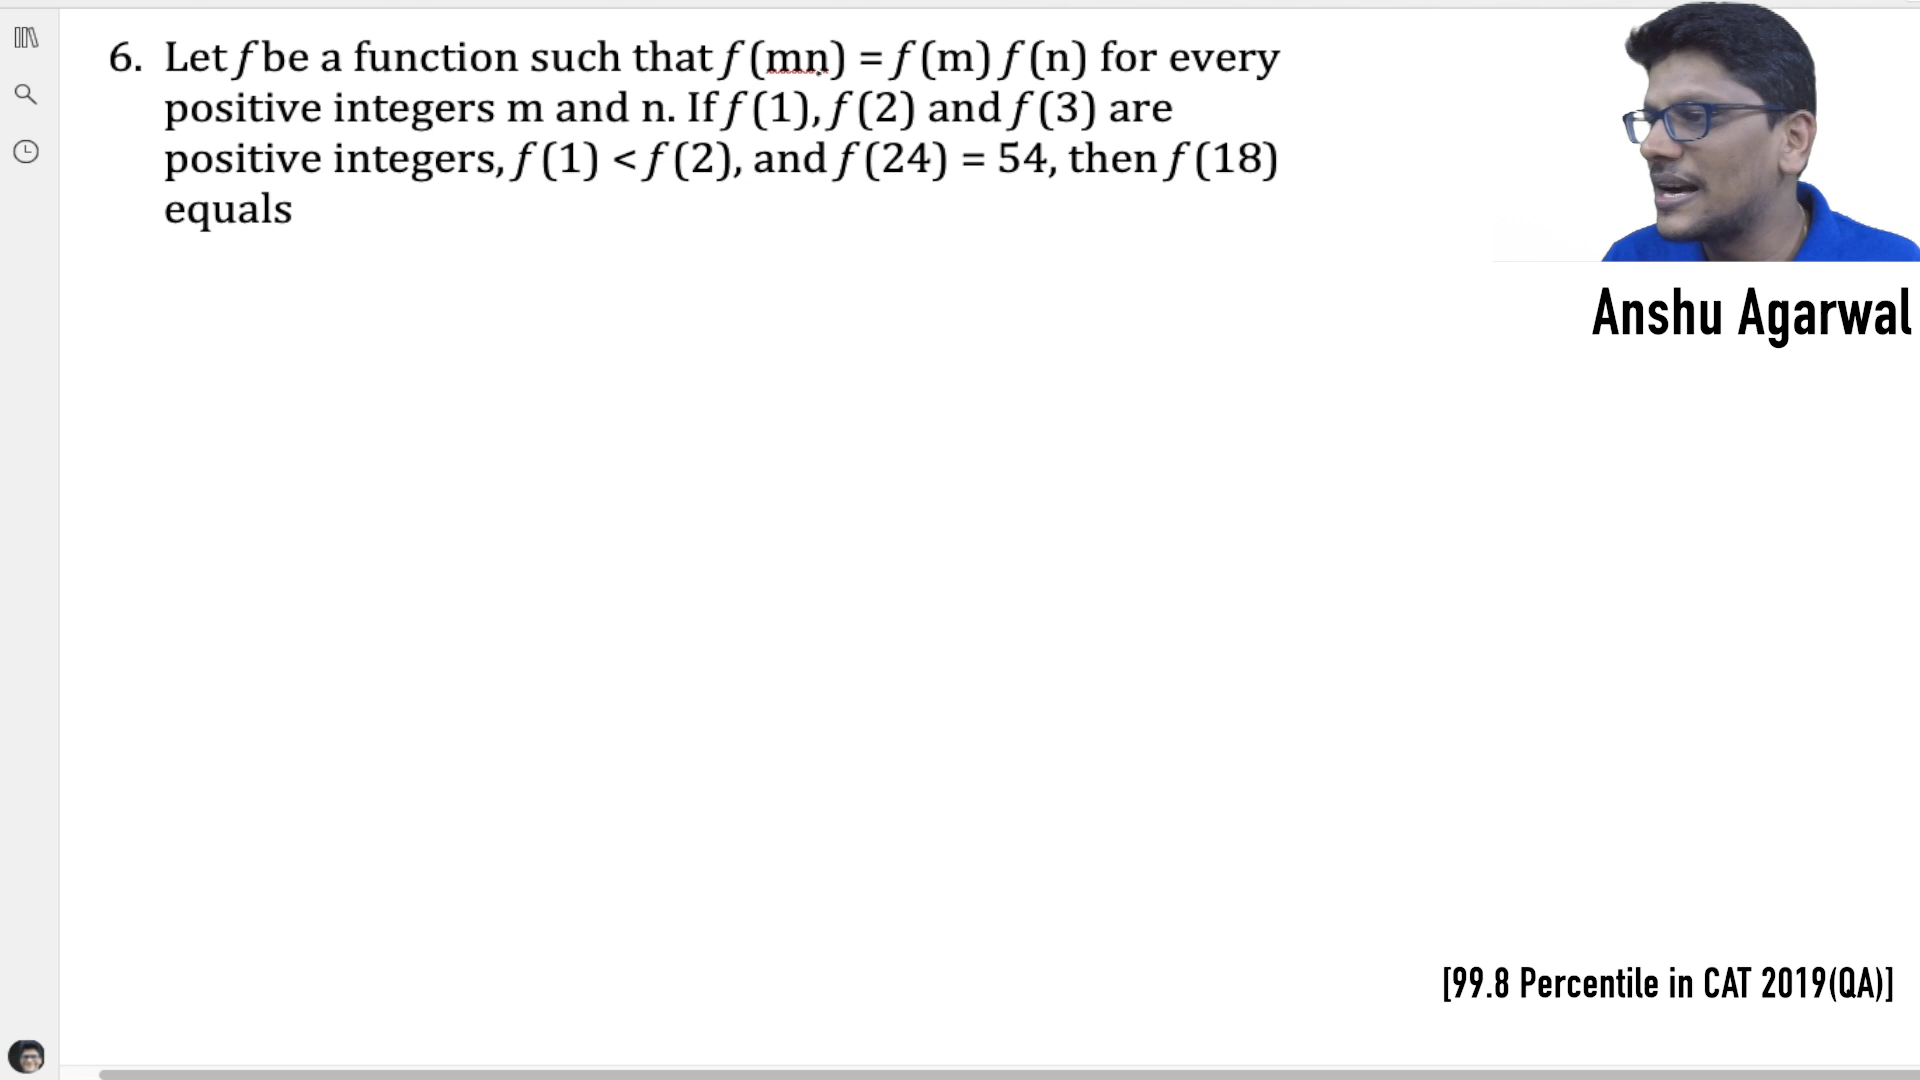 6. Let f be a function such that f (mn) = f (m) f (n) for every
positive integers m and n. If f (1), f (2) and f (3) are
positive integers, f (1) < f (2), and f (24) = 54, then f (18)
equals
Anshu Agarwal
[99.8 Percentile in CAT 2019(QA)]